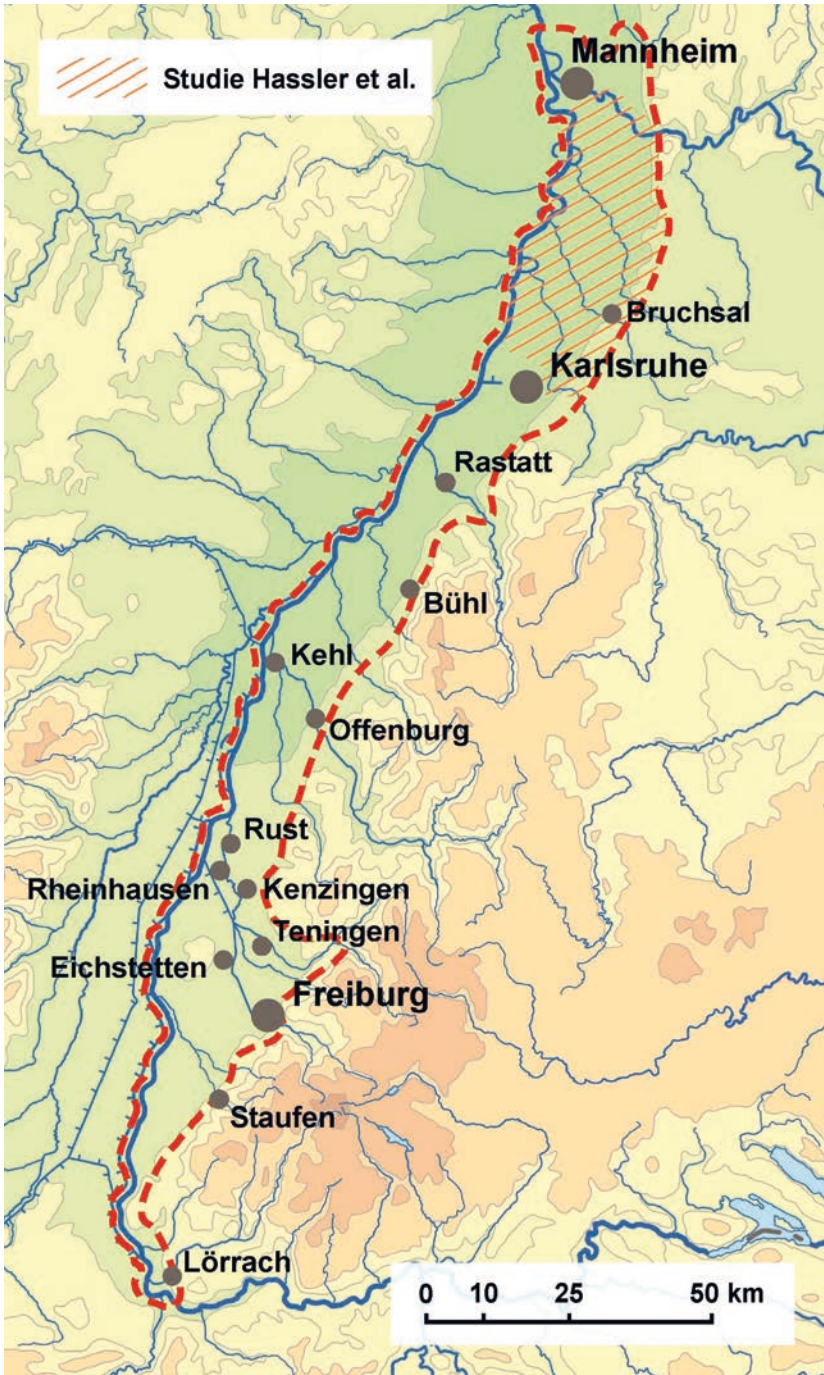 Mannheim
Studie Hassler et al.
Bruchsal
Karlsruhe
Rastatt
Bühl
Kehl
Offenburg
Rust
Rheinhausen
Kenzingen
Teningen
Eichstetten
Freiburg
Staufen
Lörrach
0 10 25 50 km